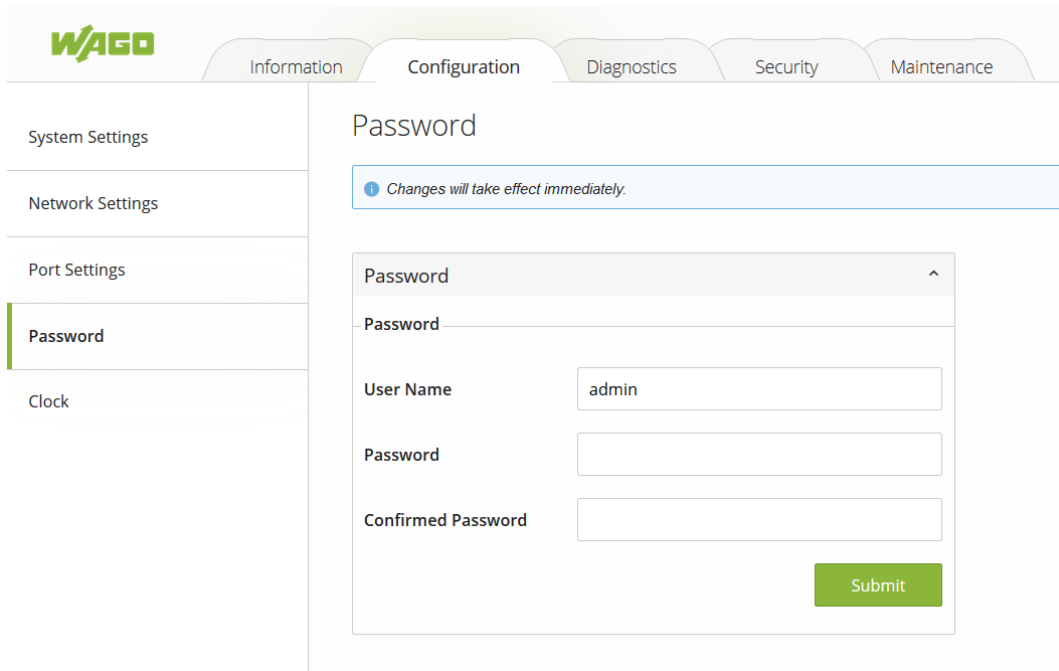 WAGO
Information
Configuration
Diagnostics
Security
Maintenance
System Settings
Network Settings
Port Settings
Password
Clock
Password
Changes will take effect immediately.
Password
Password
User Name
admin
Password
Confirmed Password
Submit